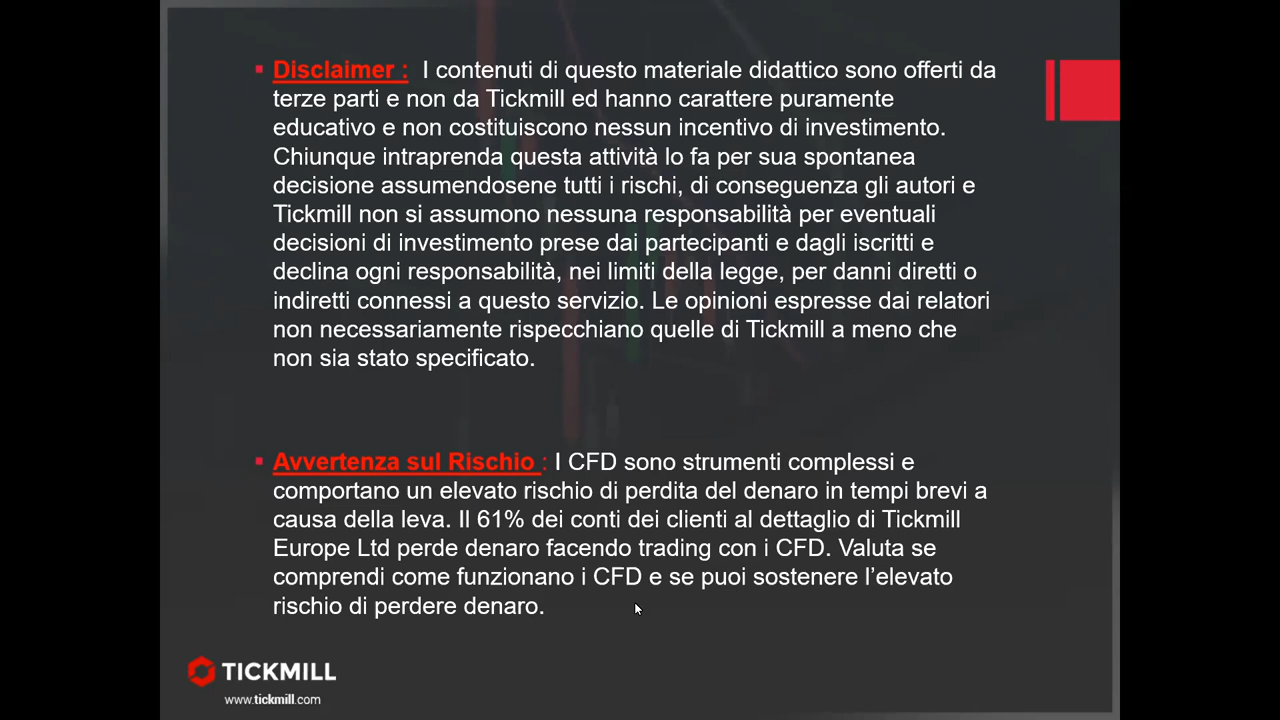 Disclaimer : I contenuti di questo materiale didattico sono offerti da
terze parti e non da Tickmill ed hanno carattere puramente
educativo e non costituiscono nessun incentivo di investimento.
Chiunque intraprenda questa attività lo fa per sua spontanea
decisione assumendosene tutti i rischi, di conseguenza gli autori e
Tickmill non si assumono nessuna responsabilità per eventuali
decisioni di investimento prese dai partecipanti e dagli iscritti e
declina ogni responsabilità, nei limiti della legge, per danni diretti o
indiretti connessi a questo servizio. Le opinioni espresse dai relatori
non necessariamente rispecchiano quelle di Tickmill a meno che
non sia stato specificato.
Avvertenza sul Rischio : I CFD sono strumenti complessi e
comportano un elevato rischio di perdita del denaro in tempi brevi a
causa della leva. Il 61% dei conti dei clienti al dettaglio di Tickmill
Europe Ltd perde denaro facendo trading con i CFD. Valuta se
comprendi come funzionano i CFD e se puoi sostenere l’elevato
rischio di perdere denaro.
TICKMILL
www.tickmill.com